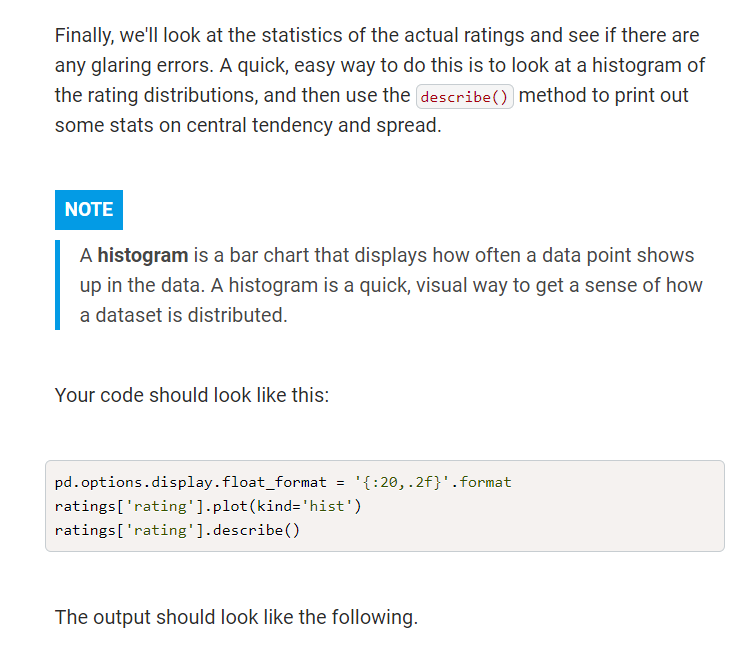 Finally, we'll look at the statistics of the actual ratings and see if there are
any glaring errors. A quick, easy way to do this is to look at a histogram of
the rating distributions, and then use the describe() method to print out
some stats on central tendency and spread.
NOTE
A histogram is a bar chart that displays how often a data point shows
up in the data. A histogram is a quick, visual way to get a sense of how
a dataset is distributed.
Your code should look like this:
pd.options.display.float_format = '{:20,.2f}'.format
ratings['rating'].plot(kind='hist')
ratings['rating'].describe()
The output should look like the following.